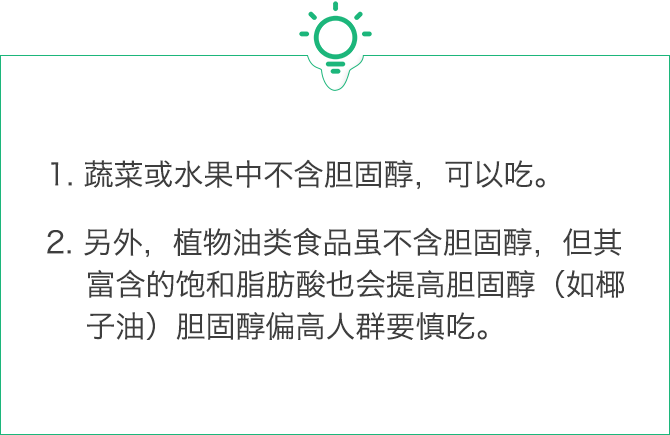 1. 蔬菜或水果中不含胆固醇，可以吃。
2. 另外，植物油类食品虽不含胆固醇，但其
富含的饱和脂肪酸也会提高胆固醇（如椰
子油）胆固醇偏高人群要慎吃。